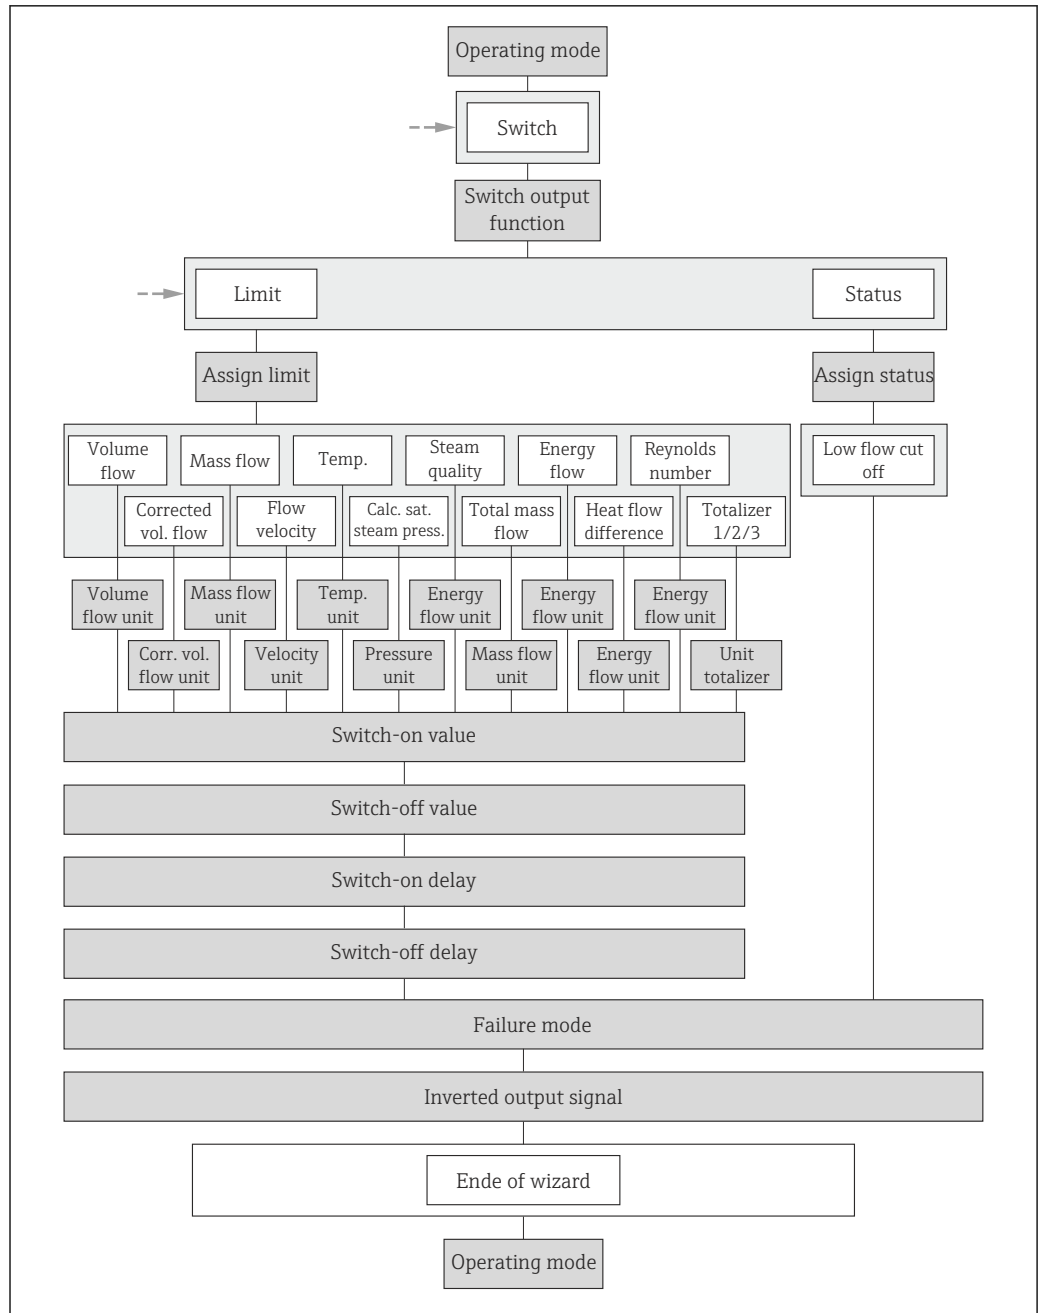 Operating mode
Switch
Switch output
function
Limit
Status
Assign limit
Assign status
Volume
flow
Mass flow
Temp.
Steam
quality
Energy
flow
Reynolds
number
Low flow cut
off
Corrected
vol. flow
Flow
velocity
Calc. sat.
steam press.
Total mass
flow
Heat flow
difference
Totalizer
1/2/3
Volume
flow unit
Mass flow
unit
Temp.
unit
Energy
flow unit
Energy
flow unit
Energy
flow unit
Corr. vol.
flow unit
Velocity
unit
Pressure
unit
Mass flow
unit
Energy
flow unit
Unit
totalizer
Switch-on value
Switch-off value
Switch-on delay
Switch-off delay
Failure mode
Inverted output signal
Ende of wizard
Operating mode